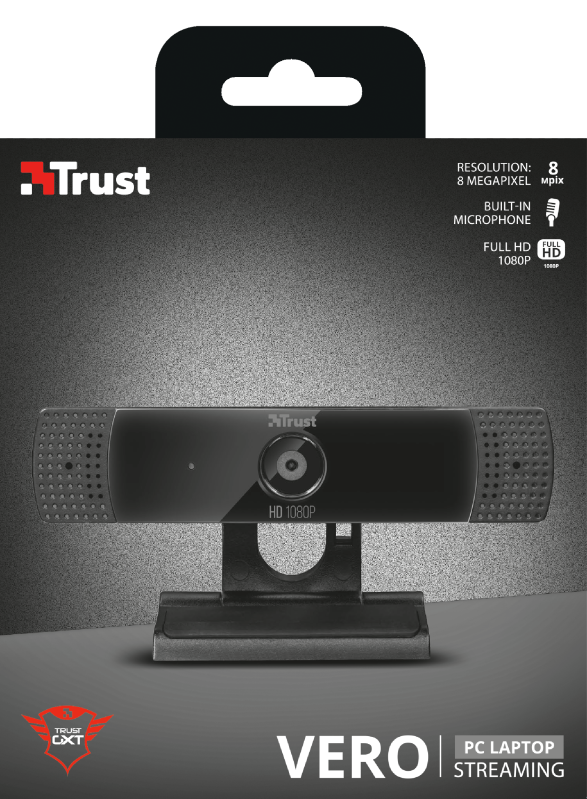 Trust
RESOLUTION:
8 MEGAPIXEL
8
MPIX
BUILT-IN
MICROPHONE
FULL HD
1080P
FULL
HD
1080P
Trust
HD 1080P
TRUST
GXT
VERO
PC LAPTOP
STREAMING